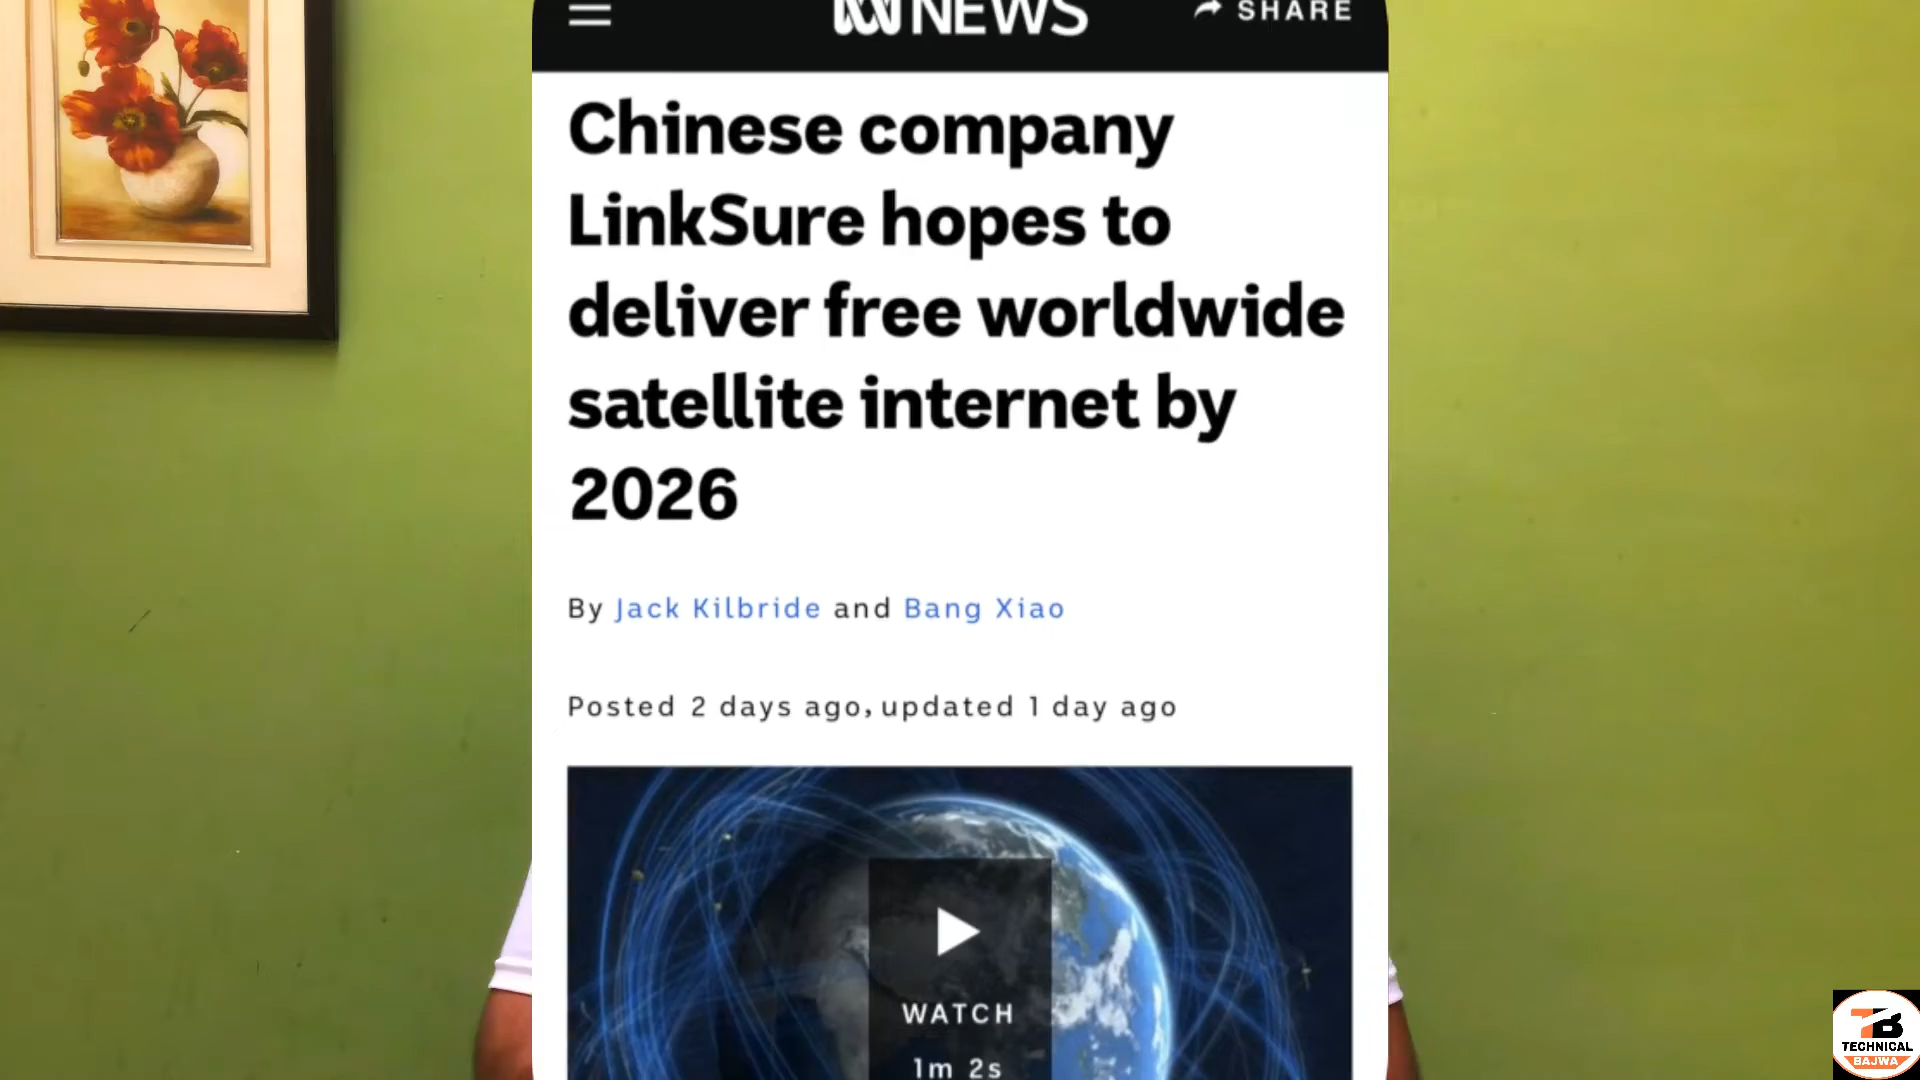 NEWS
SHARE
Chinese company
LinkSure hopes to
deliver free worldwide
satellite internet by
2026
By Jack Kilbride and Bang Xiao
Posted 2 days ago, updated 1 day ago
WATCH
1m 2s
TB
TECHNICAL
BAJWA